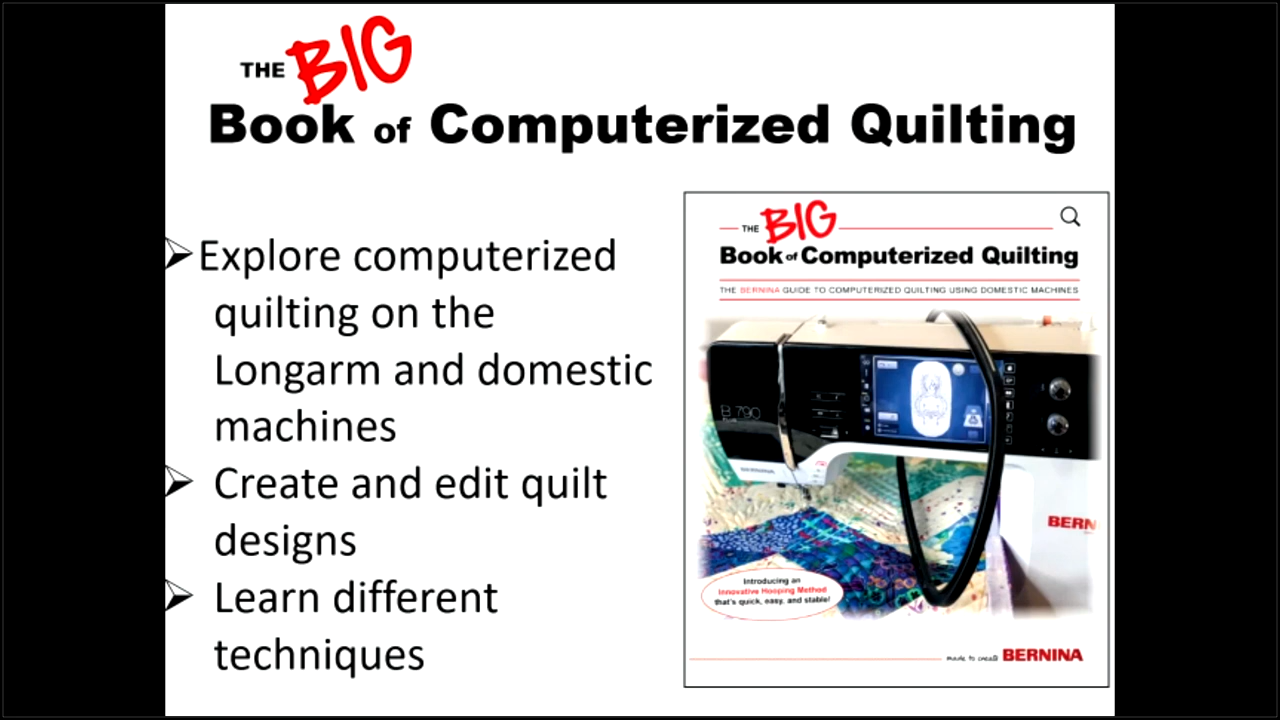 THE BIG
Book of Computerized Quilting
Explore computerized
quilting on the
Longarm and domestic
machines
Create and edit quilt
designs
Learn different
techniques
THE BIG
Book of Computerized Quilting
THE BERNINA GUIDE TO COMPUTERIZED QUILTING USING DOMESTIC MACHINES
B 790
BERNINA
BERN
Introducing an
Innovative Hooping Method
that's quick, easy, and stable!
made to create BERNINA